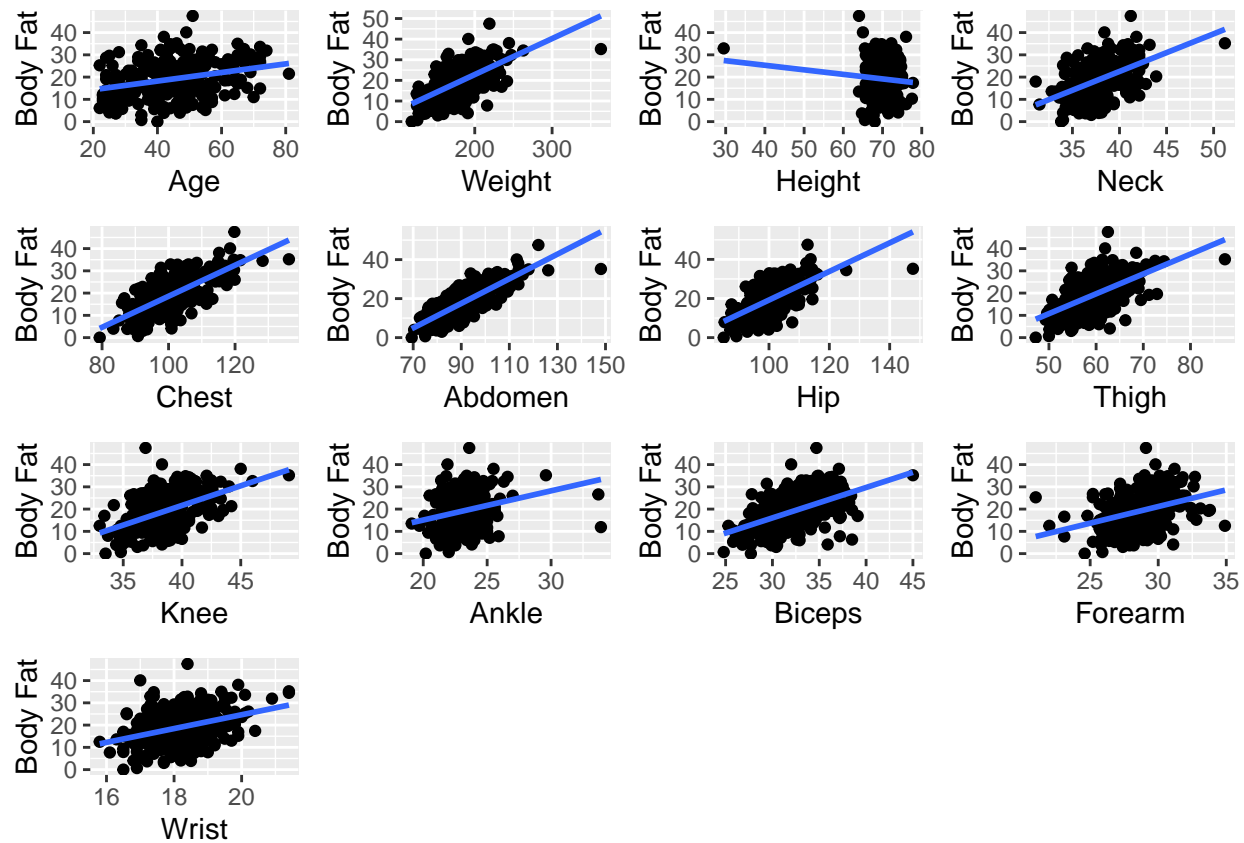 Body Fat
0
10
20
30
40
20 40 60 80
Age
Body Fat
0
10
20
30
40
50
200 300
Weight
Body Fat
0
10
20
30
40
30 40 50 60 70 80
Height
Body Fat
0
10
20
30
40
35 40 45 50
Neck
Body Fat
0
10
20
30
40
80 100 120
Chest
Body Fat
0
20
40
70 90 110 130 150
Abdomen
Body Fat
0
20
40
100 120 140
Hip
Body Fat
0
10
20
30
40
50 60 70 80
Thigh
Body Fat
0
10
20
30
40
35 40 45
Knee
Body Fat
0
10
20
30
40
20 25 30
Ankle
Body Fat
0
10
20
30
40
25 30 35 40 45
Biceps
Body Fat
0
10
20
30
40
25 30 35
Forearm
Body Fat
0
10
20
30
40
16 18 20
Wrist